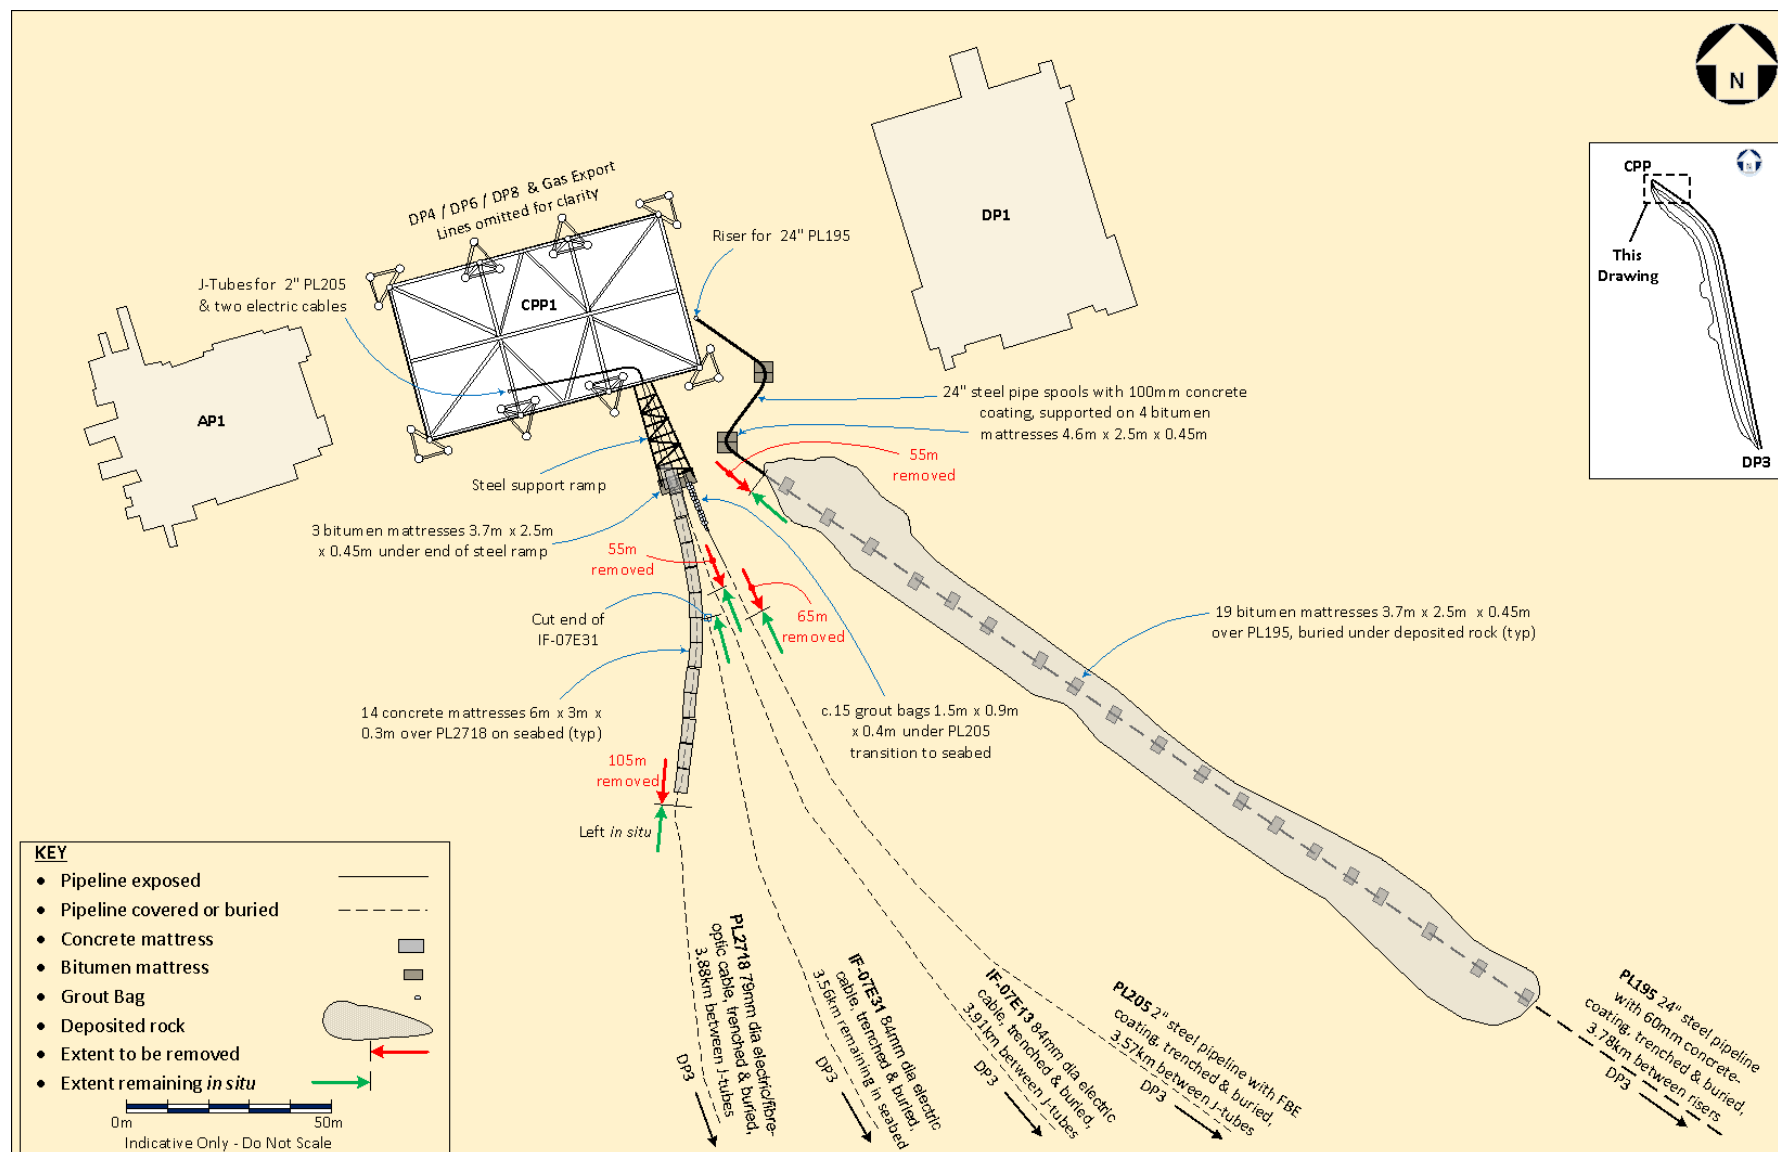 N
CPP
N
This
Drawing
DP3
DP4 / DP6 / DP8 & Gas Export
Lines omitted for clarity
Riser for 24" PL195
DP1
J-Tubes for 2" PL205
& two electric cables
CPP1
AP1
24" steel pipe spools with 100mm concrete
coating, supported on 4 bitumen
mattresses 4.6m x 2.5m x 0.45m
55m
removed
Steel support ramp
3 bitumen mattresses 3.7m x 2.5m
x 0.45m under end of steel ramp
55m
removed
65m
removed
Cut end of
IF-07E31
19 bitumen mattresses 3.7m x 2.5m x 0.45m
over PL195, buried under deposited rock (typ)
14 concrete mattresses 6m x 3m x
0.3m over PL2718 on seabed (typ)
c.15 grout bags 1.5m x 0.9m
x 0.4m under PL205
transition to seabed
105m
removed
Left in situ
KEY
• Pipeline exposed
• Pipeline covered or buried
• Concrete mattress
• Bitumen mattress
• Grout Bag
• Deposited rock
• Extent to be removed
• Extent remaining in situ
0m
50m
Indicative Only - Do Not Scale
PL2718 79mm dia electric/fibre-
optic cable, trenched & buried,
3.88km between J-tubes
DP3
IF-07E31 84mm dia electric
cable, trenched & buried,
3.56km remaining in seabed
DP3
IF-07E13 84mm dia electric
cable, trenched & buried,
3.91km between J-tubes
DP3
PL205 2" steel pipeline with FBE
coating, trenched & buried,
3.57km between J-tubes
DP3
PL195 24" steel pipeline
with 60mm concrete-
coating, trenched & buried,
3.78km between risers
DP3